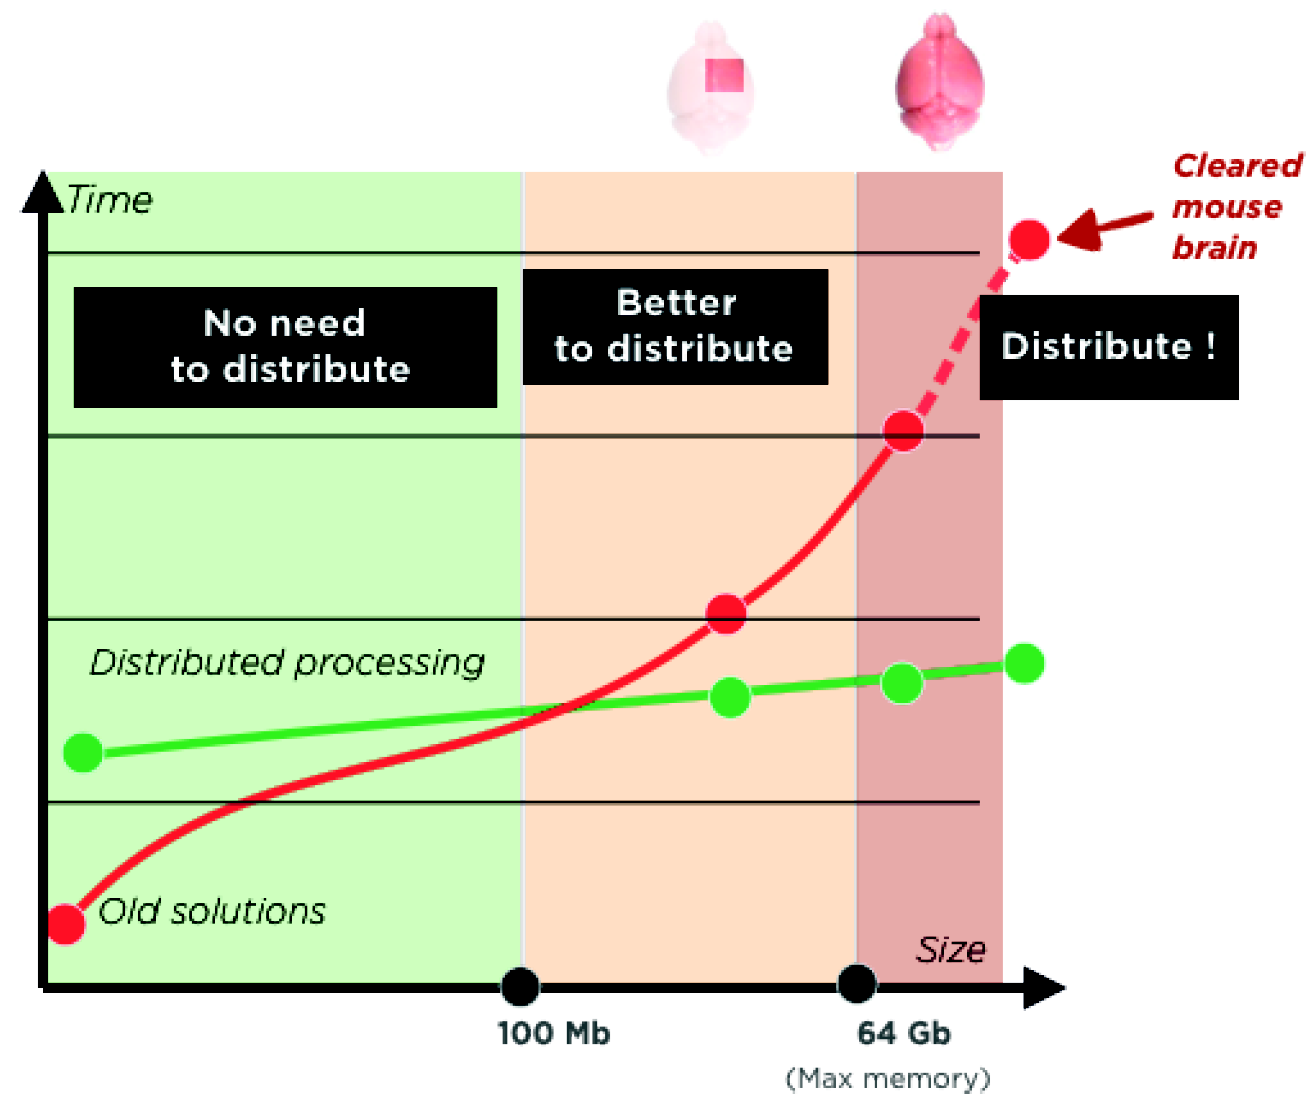 Cleared
mouse
brain
Time
No need
to distribute
Better
to distribute
Distribute !
Distributed processing
Old solutions
Size
100 Mb
64 Gb
(Max memory)